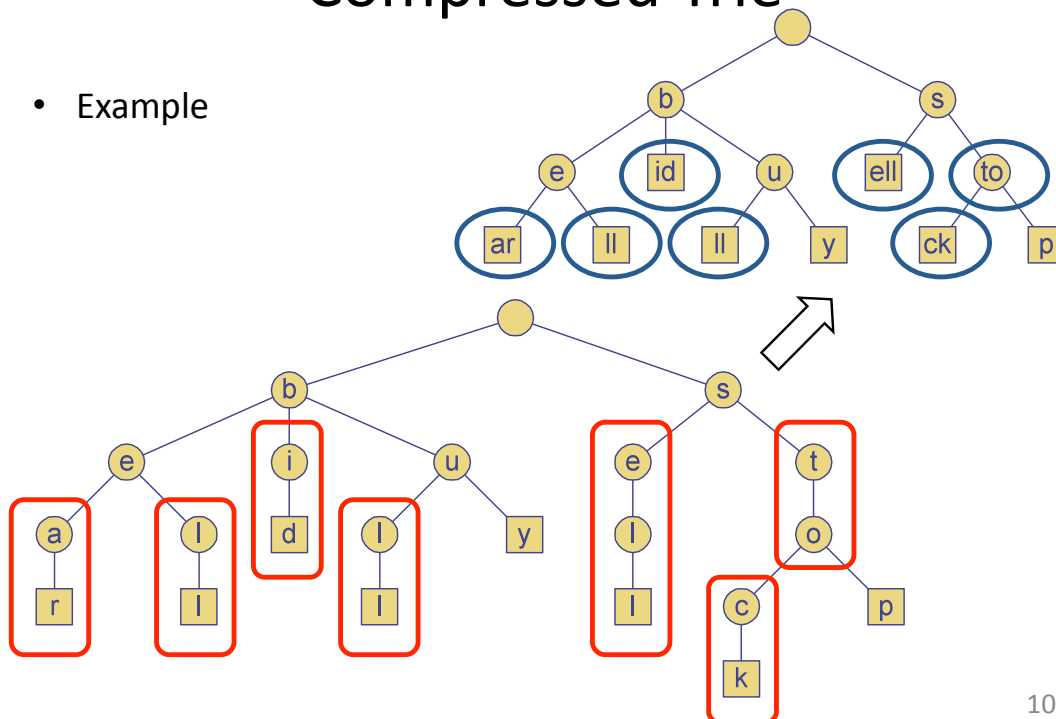 Compressed Trie
• Example
b s
e id u ell to
ar ll ll y ck p
b s
e i u e t
a l d l y l o
r l l l c p
k
10